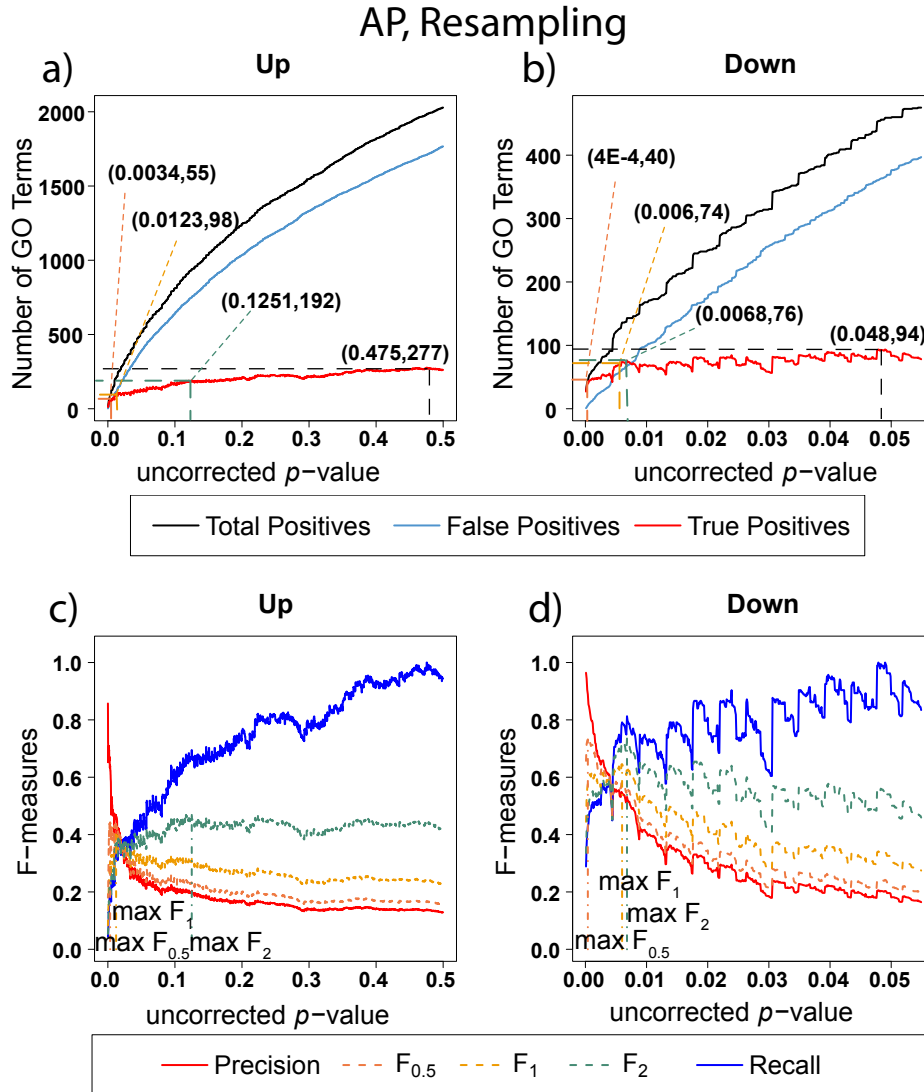 AP, Resampling
a)
Up
b)
Down
Number of GO Terms
2000
1500
1000
500
0
(0.0034,55)
(0.0123,98)
(0.1251,192)
(0.475,277)
0.0
0.1
0.2
0.3
0.4
0.5
uncorrected p-value
Number of GO Terms
400
300
200
100
0
(4E-4,40)
(0.006,74)
(0.0068,76)
(0.048,94)
0.00
0.01
0.02
0.03
0.04
0.05
uncorrected p-value
Total Positives
False Positives
True Positives
c)
Up
d)
Down
F-measures
1.0
0.8
0.6
0.4
0.2
0.0
max F1
max F0.5
max F2
0.0
0.1
0.2
0.3
0.4
0.5
uncorrected p-value
F-measures
1.0
0.8
0.6
0.4
0.2
0.0
max F1
max F2
max F0.5
0.00
0.01
0.02
0.03
0.04
0.05
uncorrected p-value
Precision
F0.5
F1
F2
Recall